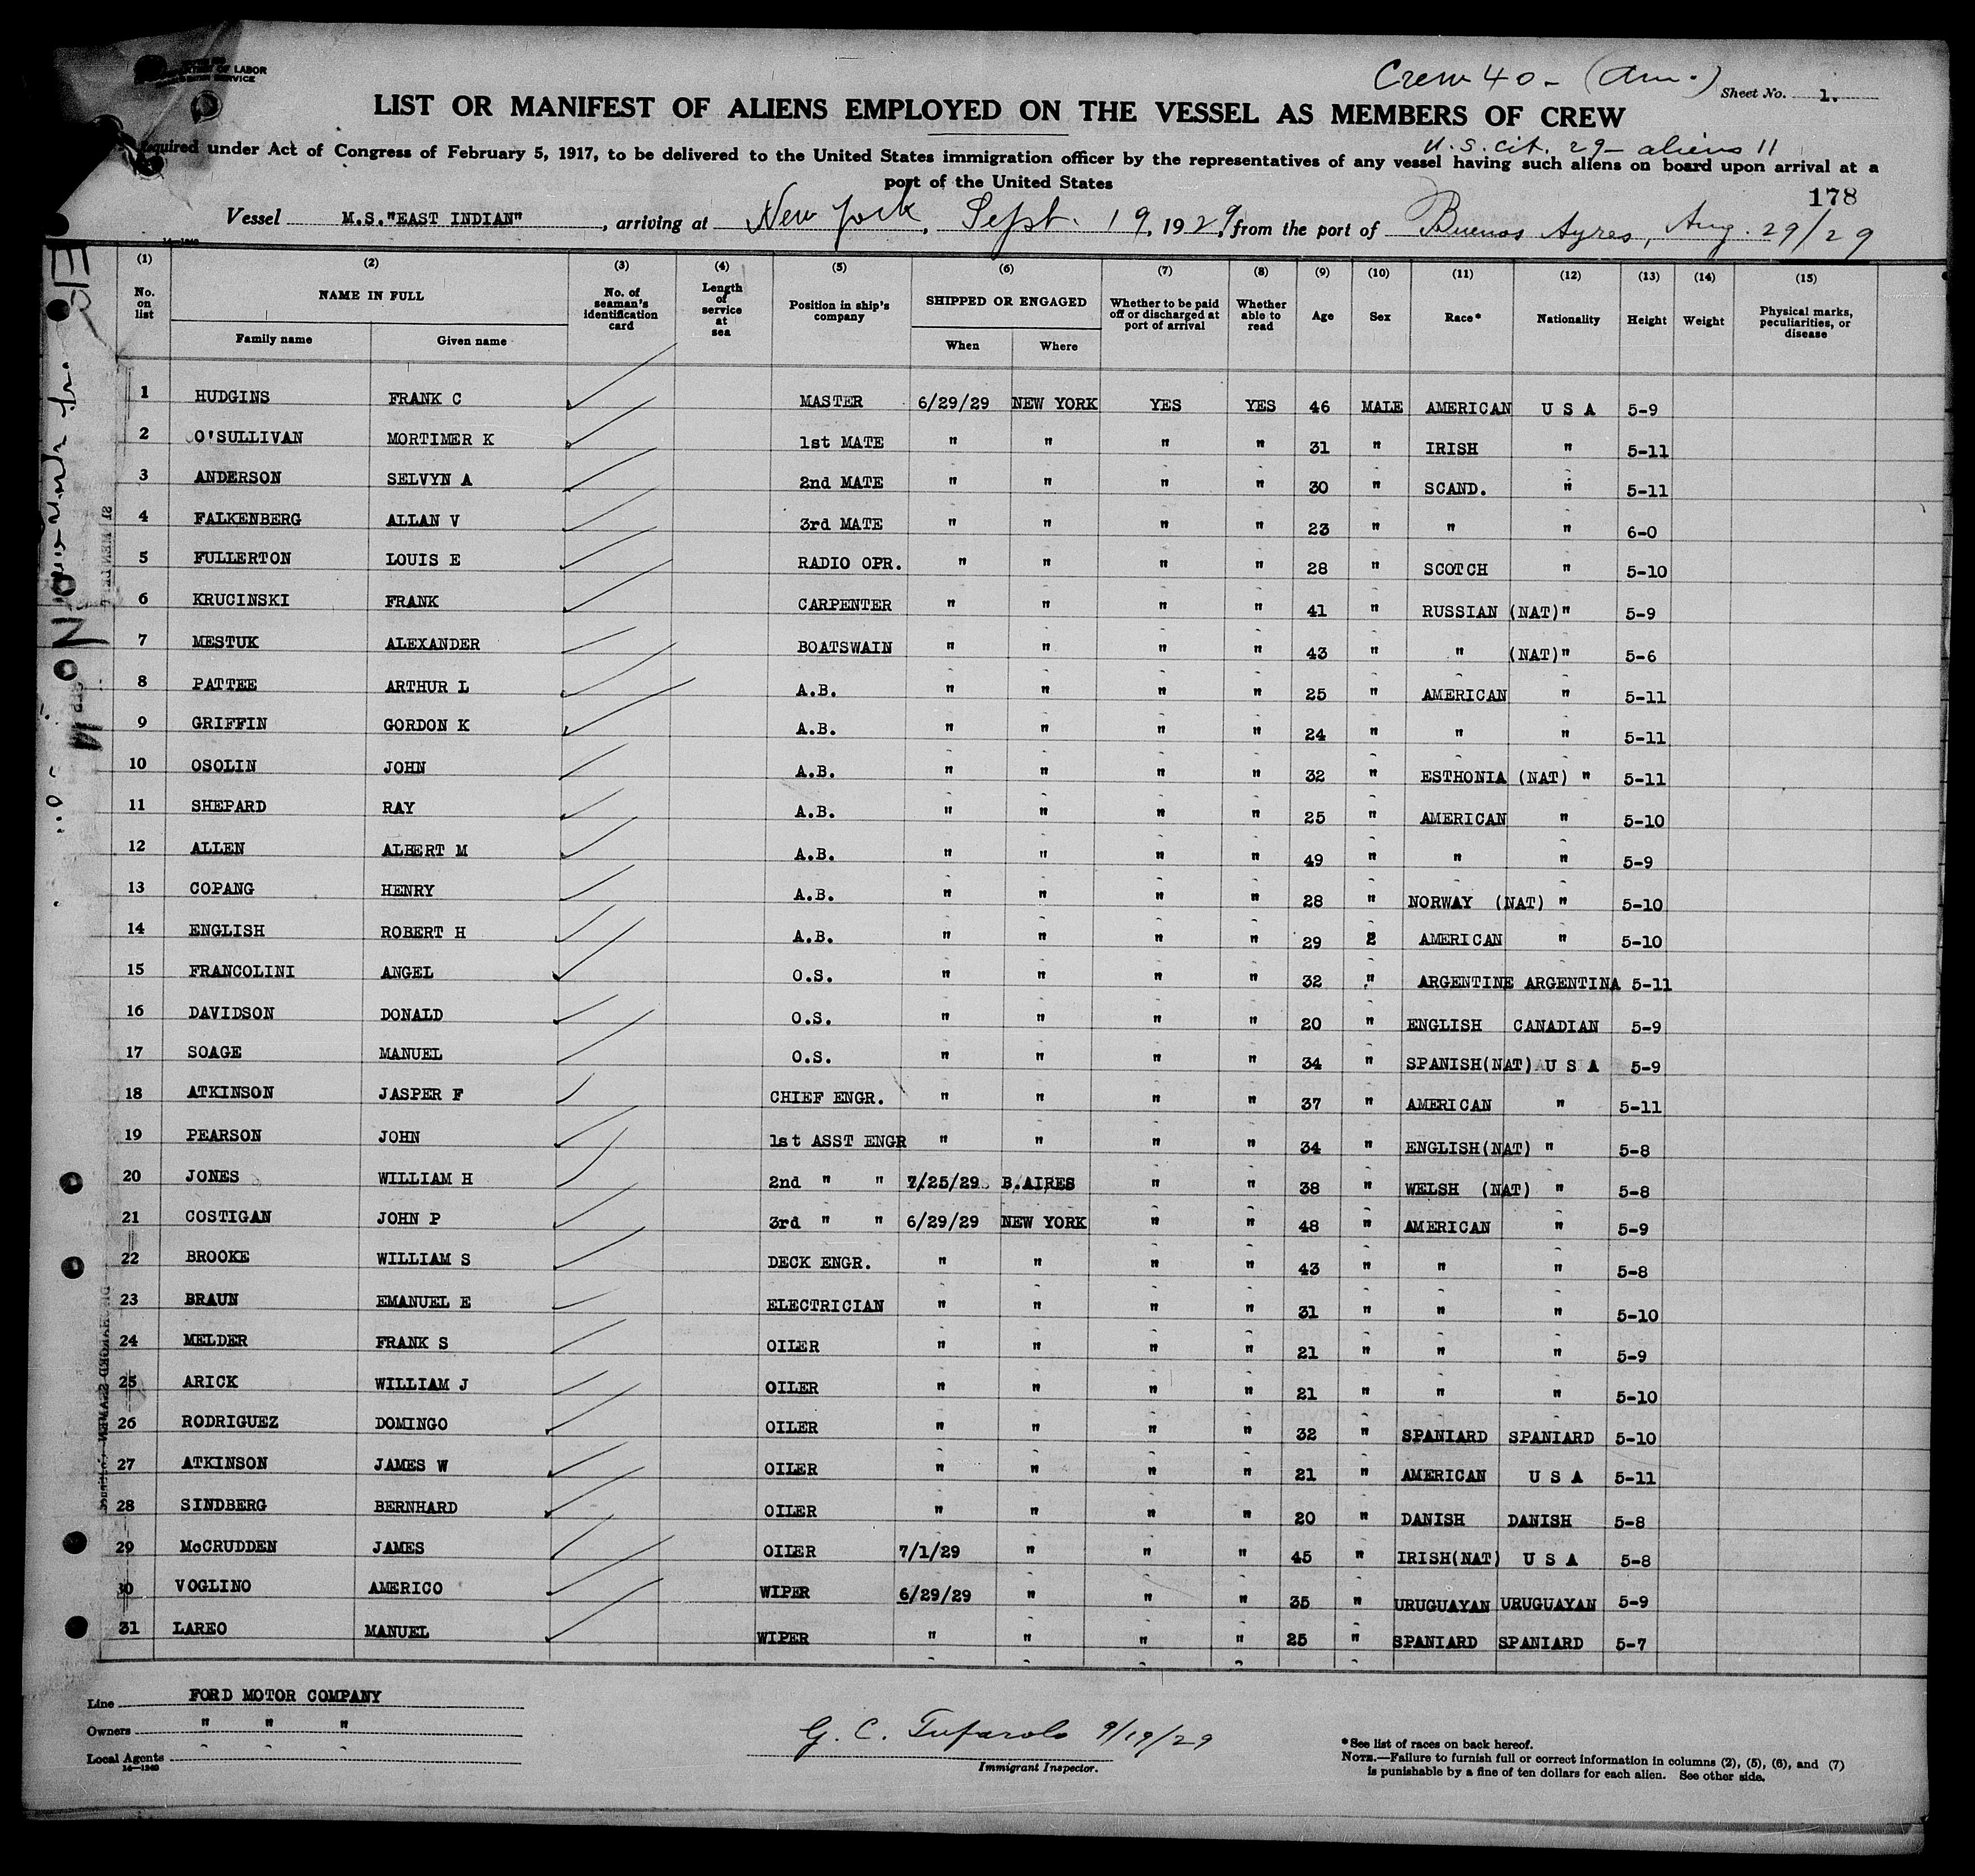 OF LABOR
SERVICE
Crew 40 - (Am.)
Sheet No. 1.
LIST OR MANIFEST OF ALIENS EMPLOYED ON THE VESSEL AS MEMBERS OF CREW
U.S. cit. 29 - aliens 11
under Act of Congress of February 5, 1917, to be delivered to the United States immigration officer by the representatives of any vessel having such aliens on board upon arrival at a
port of the United States
178
Vessel M.S."EAST INDIAN", arriving at New York, Sept. 19, 1929, from the port of Buenos Ayres, Aug. 29/29
(1) (2) (3) (4) (5) (6) (7) (8) (9) (10) (11) (12) (13) (14) (15)
No. on list NAME IN FULL No. of seaman's identification card Length of service at sea Position in ship's company SHIPPED OR ENGAGED Whether to be paid off or discharged at port of arrival Whether able to read Age Sex Race* Nationality Height Weight Physical marks, peculiarities, or disease
Family name Given name When Where
1 HUDGINS FRANK C MASTER 6/29/29 NEW YORK YES YES 46 MALE AMERICAN U S A 5-9
2 O'SULLIVAN MORTIMER K 1st MATE " " " " 31 " IRISH " 5-11
3 ANDERSON SELVYN A 2nd MATE " " " " 30 " SCAND. " 5-11
4 FALKENBERG ALLAN V 3rd MATE " " " " 23 " " " 6-0
5 FULLERTON LOUIS E RADIO OPR. " " " " 28 " SCOTCH " 5-10
6 KRUCINSKI FRANK CARPENTER " " " " 41 " RUSSIAN (NAT) " 5-9
7 MESTUK ALEXANDER BOATSWAIN " " " " 43 " " (NAT) " 5-6
8 PATTEE ARTHUR L A.B. " " " " 25 " AMERICAN " 5-11
9 GRIFFIN GORDON K A.B. " " " " 24 " " " 5-11
10 OSOLIN JOHN A.B. " " " " 32 " ESTHONIA (NAT) " 5-11
11 SHEPARD RAY A.B. " " " " 25 " AMERICAN " 5-10
12 ALLEN ALBERT M A.B. " " " " 49 " " " 5-9
13 COPANG HENRY A.B. " " " " 28 " NORWAY (NAT) " 5-10
14 ENGLISH ROBERT H A.B. " " " " 29 2 AMERICAN " 5-10
15 FRANCOLINI ANGEL O.S. " " " " 32 " ARGENTINE ARGENTINA 5-11
16 DAVIDSON DONALD O.S. " " " " 20 " ENGLISH CANADIAN 5-9
17 SOAGE MANUEL O.S. " " " " 34 " SPANISH(NAT) U S A 5-9
18 ATKINSON JASPER F CHIEF ENGR. " " " " 37 " AMERICAN " 5-11
19 PEARSON JOHN 1st ASST ENGR " " " " 34 " ENGLISH(NAT) " 5-8
20 JONES WILLIAM H 2nd " " 7/25/29 B.AIRES " " 38 " WELSH (NAT) " 5-8
21 COSTIGAN JOHN P 3rd " " 6/29/29 NEW YORK " " 48 " AMERICAN " 5-9
22 BROOKE WILLIAM S DECK ENGR. " " " " 43 " " " 5-8
23 BRAUN EMANUEL E ELECTRICIAN " " " " 31 " " " 5-10
24 MELDER FRANK S OILER " " " " 21 " " " 5-9
25 ARICK WILLIAM J OILER " " " " 21 " " " 5-10
26 RODRIGUEZ DOMINGO OILER " " " " 32 " SPANIARD SPANIARD 5-10
27 ATKINSON JAMES W OILER " " " " 21 " AMERICAN U S A 5-11
28 SINDBERG BERNHARD OILER " " " " 20 " DANISH DANISH 5-8
29 McCRUDDEN JAMES OILER 7/1/29 " " " 45 " IRISH(NAT) U S A 5-8
30 VOGLINO AMERICO WIPER 6/29/29 " " " 35 " URUGUAYAN URUGUAYAN 5-9
31 LAREO MANUEL WIPER " " " " 25 " SPANIARD SPANIARD 5-7
Line FORD MOTOR COMPANY
Owners " " "
Local Agents
14-1240
G. C. Tufarolo 9/19/29
Immigrant Inspector.
*See list of races on back hereof.
NOTE.—Failure to furnish full or correct information in columns (2), (5), (6), and (7)
is punishable by a fine of ten dollars for each alien. See other side.